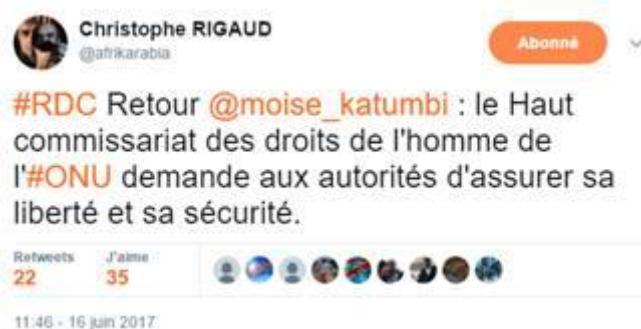 Christophe RIGAUD
@afrikarabia
Abonné
#RDC Retour @moise_katumbi : le Haut
commissariat des droits de l'homme de
l'#ONU demande aux autorités d'assurer sa
liberté et sa sécurité.
Retweets J'aime
22 35
11:46 - 16 juin 2017